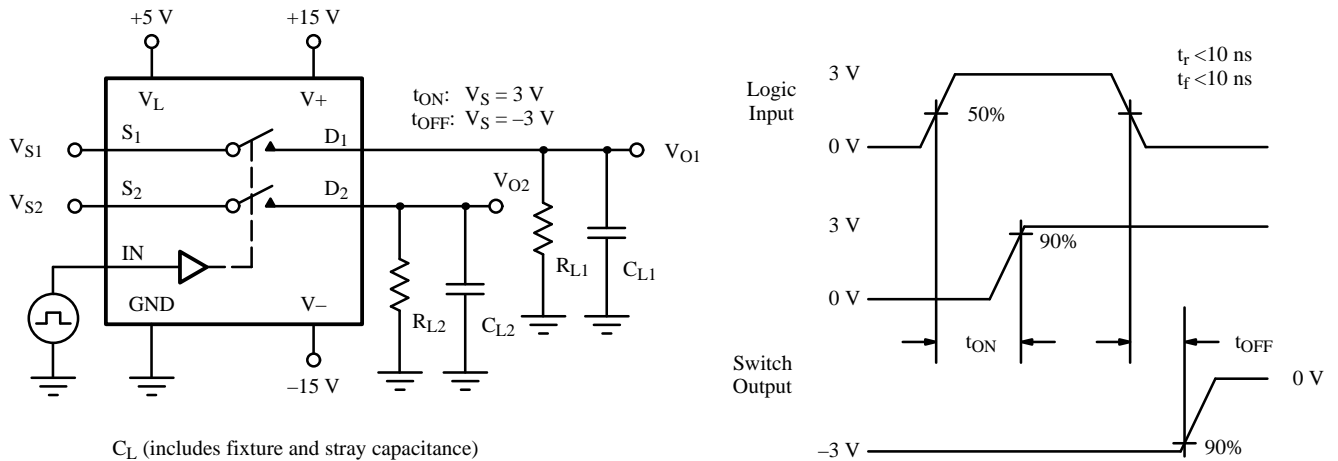 +5 V
+15 V
V_L
V+
t_ON: V_S = 3 V
t_OFF: V_S = –3 V
S_1
D_1
V_S1
V_O1
S_2
D_2
V_O2
V_S2
IN
R_L1
C_L1
GND
V–
R_L2
C_L2
–15 V
C_L (includes fixture and stray capacitance)
t_r <10 ns
t_f <10 ns
3 V
Logic
Input
50%
0 V
3 V
90%
0 V
t_ON
t_OFF
Switch
Output
0 V
–3 V
90%